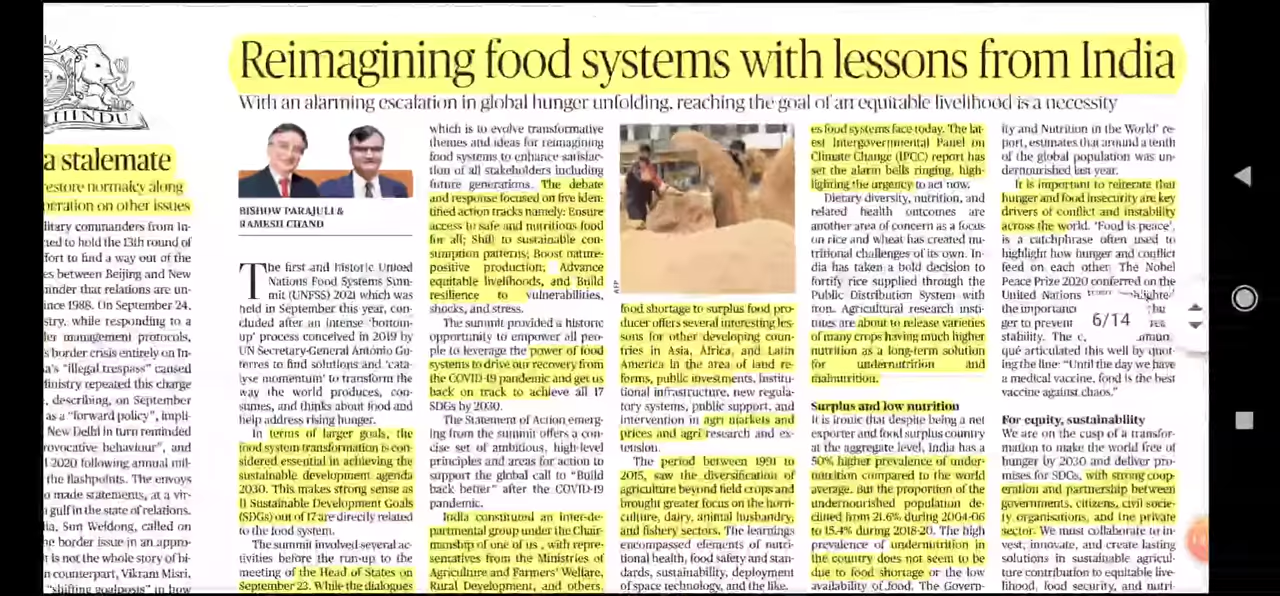 Reimagining food systems with lessons from India
With an alarming escalation in global hunger unfolding, reaching the goal of an equitable livelihood is a necessity
HINDU
a stalemate
restore normalcy along
peration on other issues
litary commanders from In-
ned to hold the 13th round of
fort to find a way out of the
es between Beijing and New
minder that relations are un-
ince 1988. On September 24,
stry, while responding to a
der management protocols,
s border crisis entirely on In-
a's "illegal trespass" caused
inistry repeated this charge
, describing, on September
as a "forward policy", impli-
New Delhi in turn reminded
rovocative behaviour", and
2020 following annual mil-
the flashpoints. The envoys
o made statements, at a vir-
gulf in the state of relations.
ia, Sun Weidong, called on
he border issue in an appro-
t is not the whole story of bi-
n counterpart, Vikram Misri,
"shifting goalposts" in how
BISHOW PARAJULI &
RAMESH CHAND
The first and historic United
Nations Food Systems Sum-
mit (UNFSS) 2021 which was
held in September this year, con-
cluded after an intense 'bottom-
up' process conceived in 2019 by
UN Secretary-General António Gu-
terres to find solutions and 'cata-
lyse momentum' to transform the
way the world produces, con-
sumes, and thinks about food and
help address rising hunger.
In terms of larger goals, the
food system transformation is con-
sidered essential in achieving the
sustainable development agenda
2030. This makes strong sense as
11 Sustainable Development Goals
(SDGs) out of 17 are directly related
to the food system.
The summit involved several ac-
tivities before the run-up to the
meeting of the Head of States on
September 23. While the dialogues
which is to evolve transformative
themes and ideas for reimagining
food systems to enhance satisfac-
tion of all stakeholders including
future generations. The debate
and response focused on five iden-
tified action tracks namely: Ensure
access to safe and nutritious food
for all; Shift to sustainable con-
sumption patterns; Boost nature-
positive production; Advance
equitable livelihoods, and Build
resilience to vulnerabilities,
shocks, and stress.
The summit provided a historic
opportunity to empower all peo-
ple to leverage the power of food
systems to drive our recovery from
the COVID-19 pandemic and get us
back on track to achieve all 17
SDGs by 2030.
The Statement of Action emerg-
ing from the summit offers a con-
cise set of ambitious, high-level
principles and areas for action to
support the global call to "Build
back better" after the COVID-19
pandemic.
India constituted an inter-de-
partmental group under the Chair-
manship of one of us , with repre-
sentatives from the Ministries of
Agriculture and Farmers' Welfare,
Rural Development, and others.
AFP
food shortage to surplus food pro-
ducer offers several interesting les-
sons for other developing coun-
tries in Asia, Africa, and Latin
America in the area of land re-
forms, public investments, institu-
tional infrastructure, new regula-
tory systems, public support, and
intervention in agri markets and
prices and agri research and ex-
tension.
The period between 1991 to
2015, saw the diversification of
agriculture beyond field crops and
brought greater focus on the horti-
culture, dairy, animal husbandry,
and fishery sectors. The learnings
encompassed elements of nutri-
tional health, food safety and stan-
dards, sustainability, deployment
of space technology, and the like.
es food systems face today. The lat-
est Intergovernmental Panel on
Climate Change (IPCC) report has
set the alarm bells ringing, high-
lighting the urgency to act now.
Dietary diversity, nutrition, and
related health outcomes are
another area of concern as a focus
on rice and wheat has created nu-
tritional challenges of its own. In-
dia has taken a bold decision to
fortify rice supplied through the
Public Distribution System with
iron. Agricultural research insti-
tutes are about to release varieties
of many crops having much higher
nutrition as a long-term solution
for undernutrition and
malnutrition.
Surplus and low nutrition
It is ironic that despite being a net
exporter and food surplus country
at the aggregate level, India has a
50% higher prevalence of under-
nutrition compared to the world
average. But the proportion of the
undernourished population de-
clined from 21.6% during 2004-06
to 15.4% during 2018-20. The high
prevalence of undernutrition in
the country does not seem to be
due to food shortage or the low
availability of food. The Govern-
ity and Nutrition in the World' re-
port, estimates that around a tenth
of the global population was un-
dernourished last year.
It is important to reiterate that
hunger and food insecurity are key
drivers of conflict and instability
across the world. 'Food is peace',
is a catchphrase often used to
highlight how hunger and conflict
feed on each other. The Nobel
Peace Prize 2020 conferred on the
United Nations
the importance
ger to prevent
stability. The
qué articulated this well by quot-
ing the line: "Until the day we have
a medical vaccine, food is the best
vaccine against chaos."
For equity, sustainability
We are on the cusp of a transfor-
mation to make the world free of
hunger by 2030 and deliver pro-
mises for SDGs, with strong coop-
eration and partnership between
governments, citizens, civil socie-
ty organisations, and the private
sector. We must collaborate to in-
vest, innovate, and create lasting
solutions in sustainable agricul-
ture contribution to equitable live-
lihood, food security, and nutri-
6/14